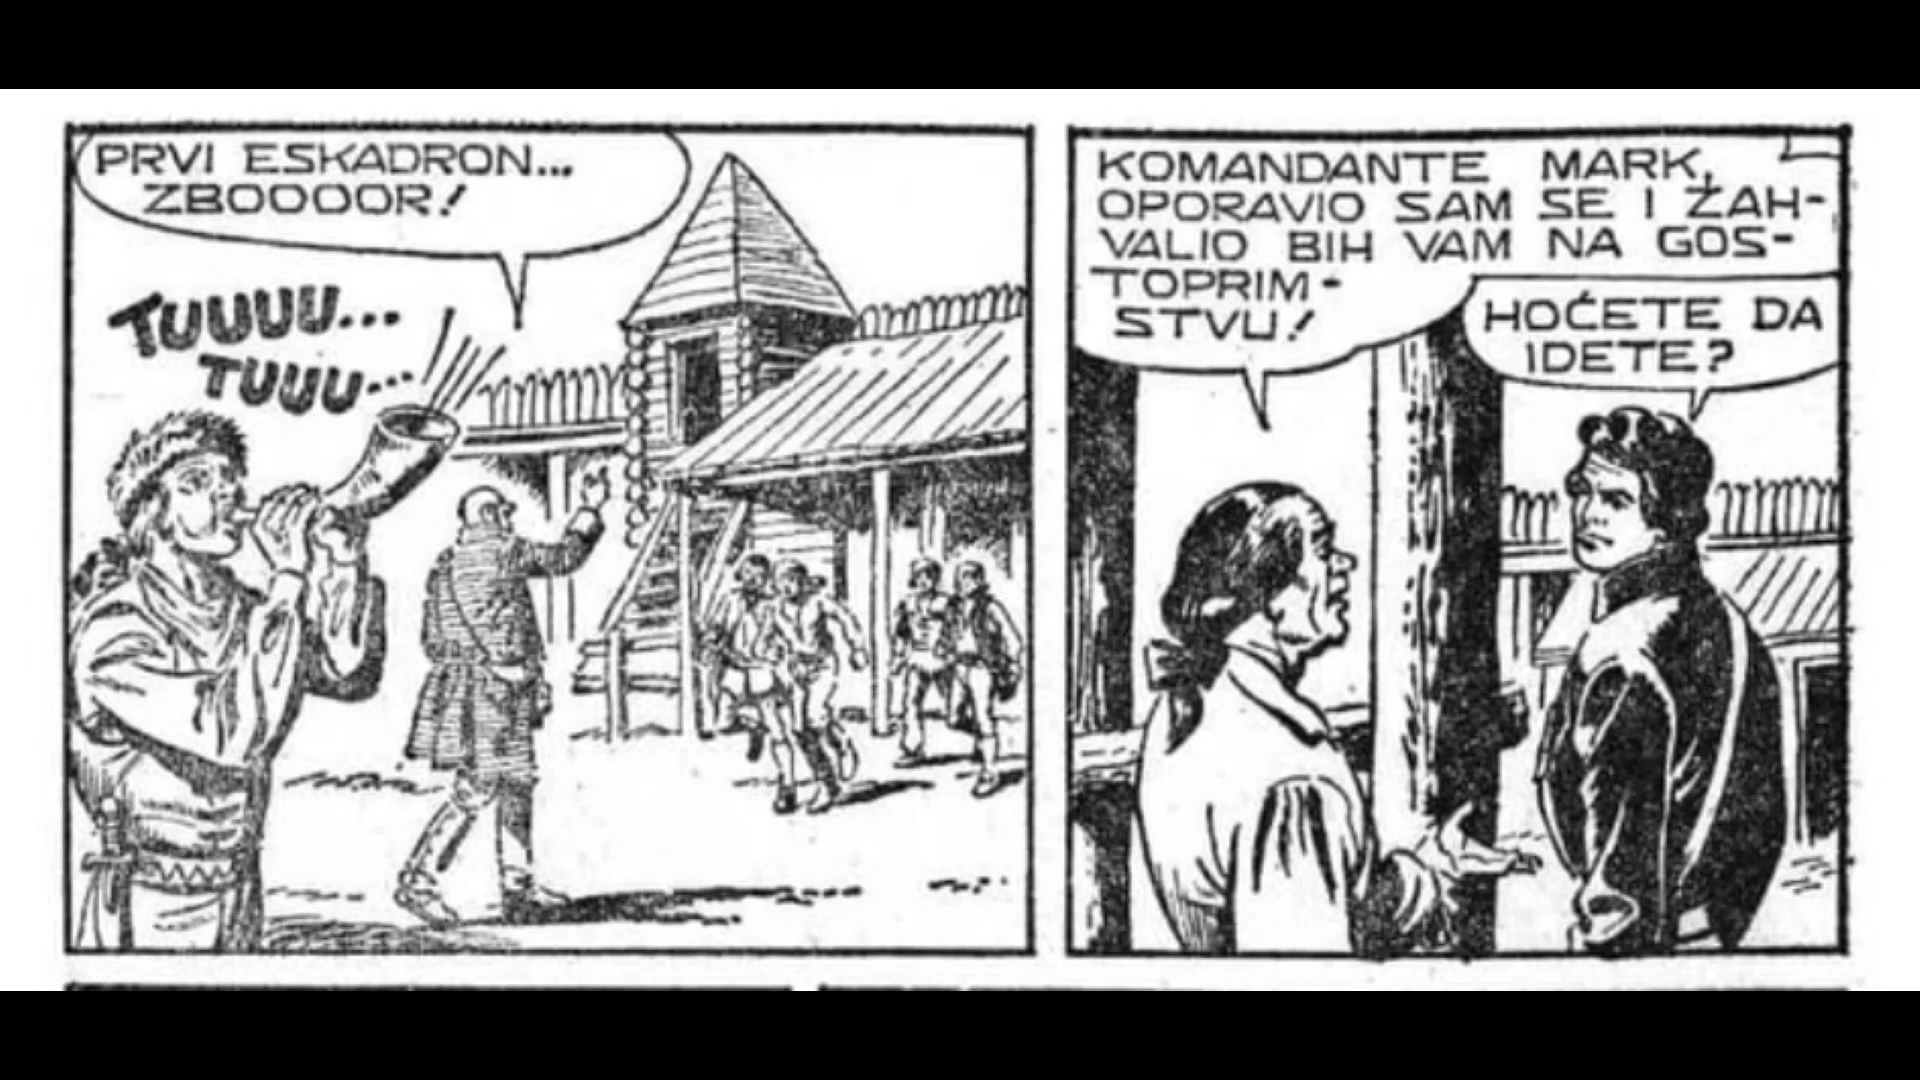 PRVI ESKADRON...
ZBOOOOR!
TUUUU...
TUUU...
KOMANDANTE MARK,
OPORAVIO SAM SE I ZAH-
VALIO BIH VAM NA GOS-
TOPRIM-
STVU!
HOĆETE DA
IDETE?